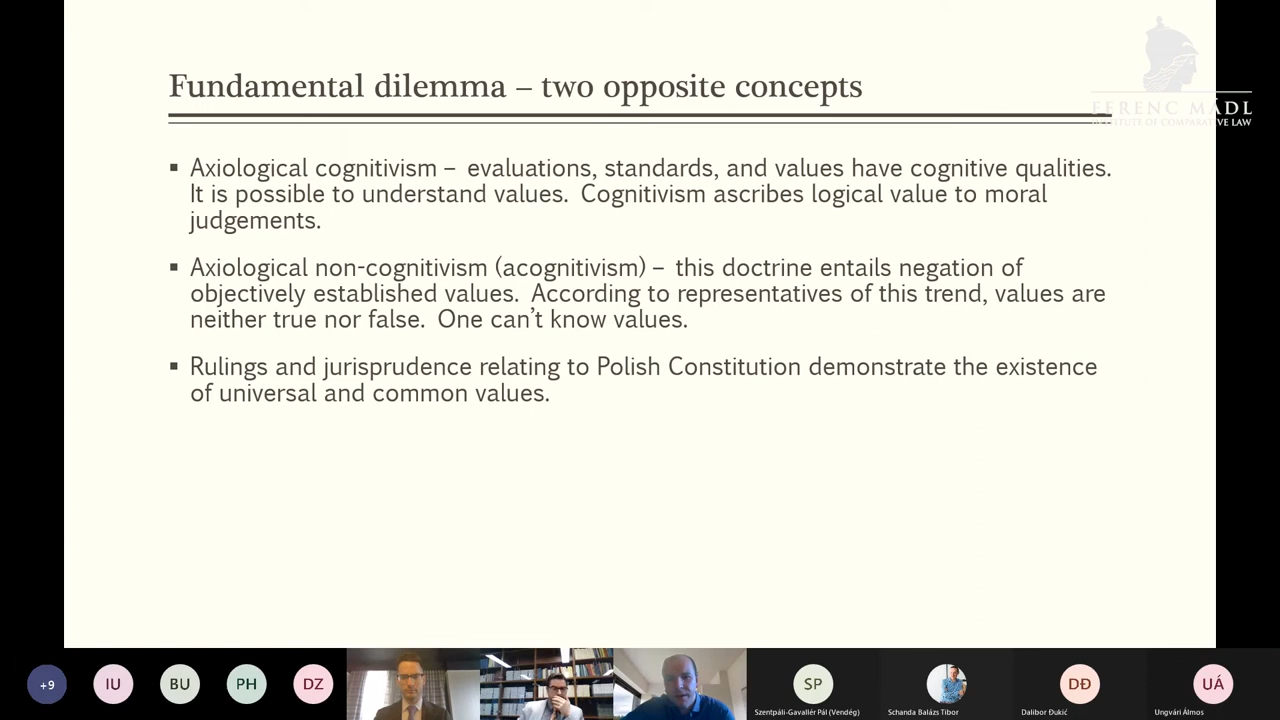 Fundamental dilemma – two opposite concepts
FERENC MÁDL
INSTITUTE OF COMPARATIVE LAW
▪ Axiological cognitivism – evaluations, standards, and values have cognitive qualities.
It is possible to understand values. Cognitivism ascribes logical value to moral
judgements.
▪ Axiological non-cognitivism (acognitivism) – this doctrine entails negation of
objectively established values. According to representatives of this trend, values are
neither true nor false. One can't know values.
▪ Rulings and jurisprudence relating to Polish Constitution demonstrate the existence
of universal and common values.
+9 IU BU PH DZ SP DĐ UÁ
Szentpáli-Gavallér Pál (Vendég) Schanda Balázs Tibor Dalibor Đukić Ungvári Álmos